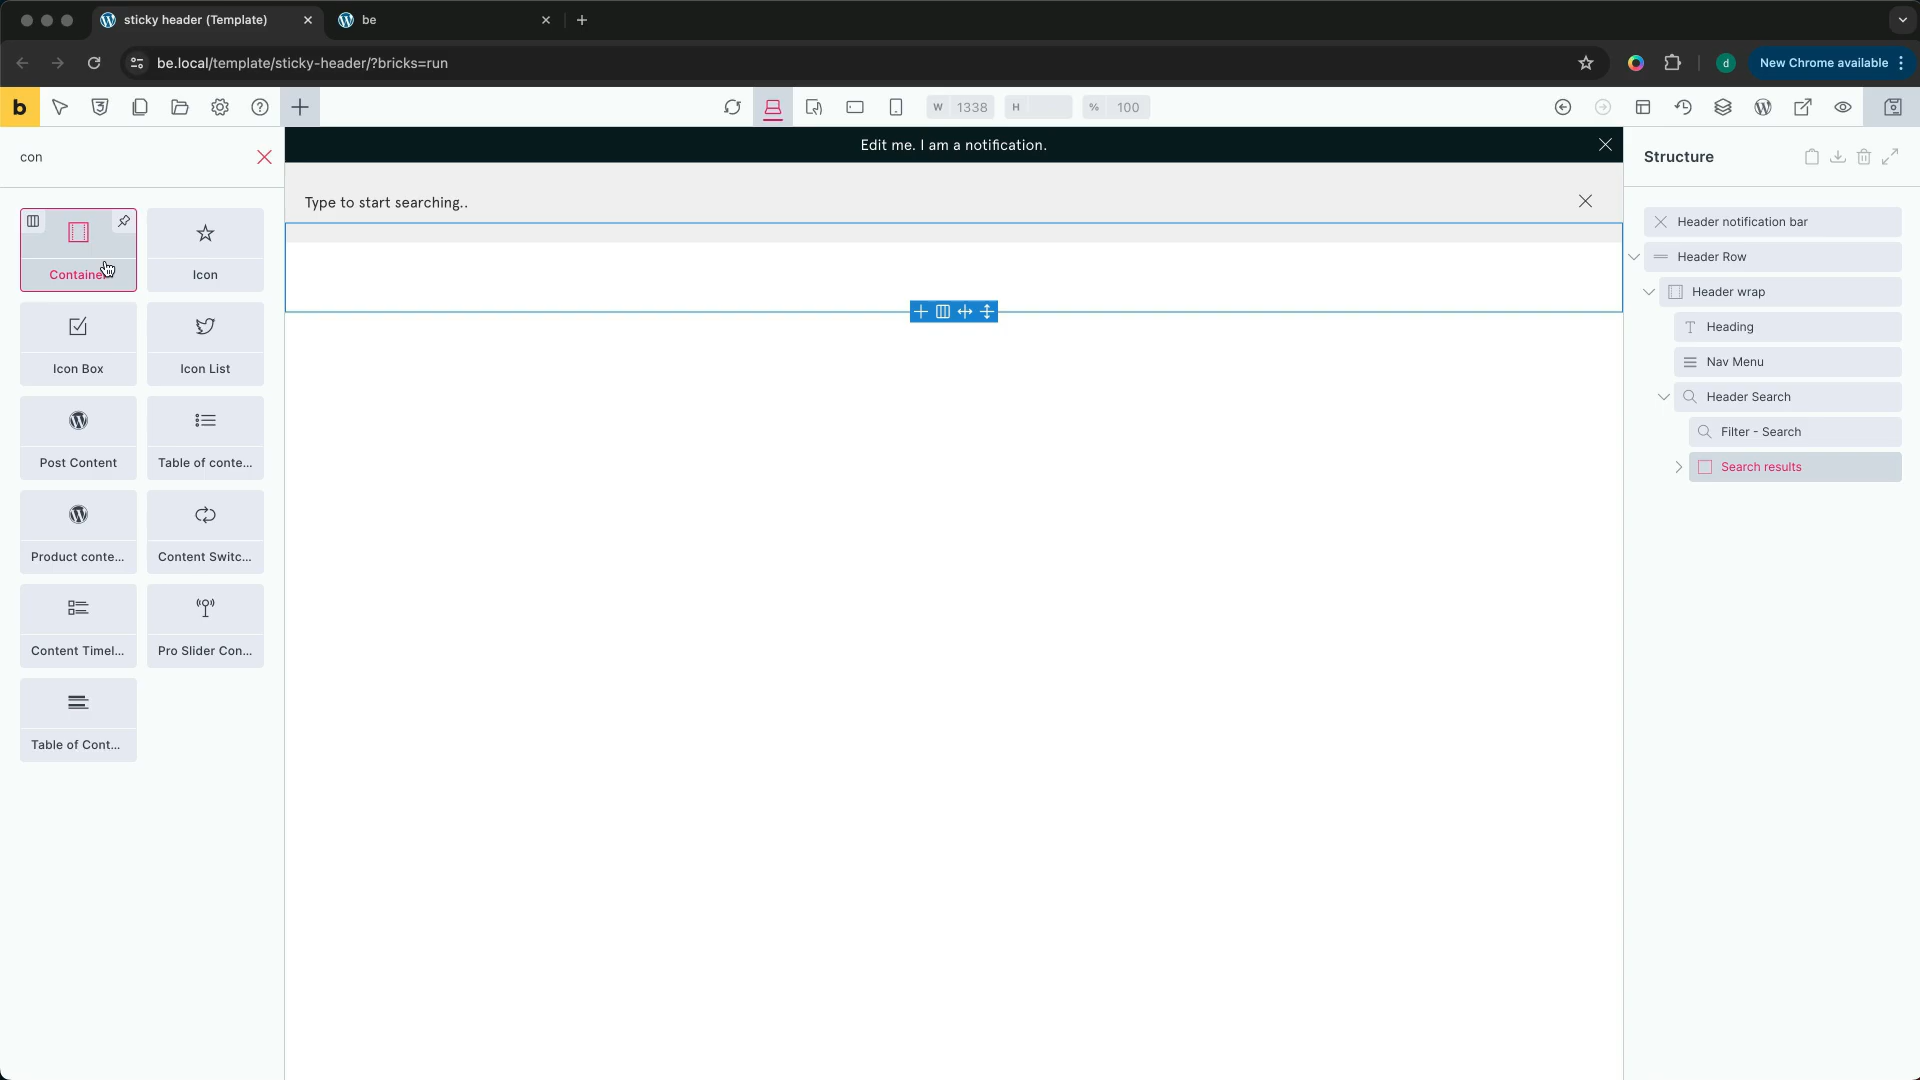 sticky header (Template)
be
be.local/template/sticky-header/?bricks=run
d
New Chrome available
b
W 1338 H % 100
con
Edit me. I am a notification.
Type to start searching..
Container
Icon
Icon Box
Icon List
Post Content
Table of conte...
Product conte...
Content Switc...
Content Timel...
Pro Slider Con...
Table of Cont...
Structure
Header notification bar
Header Row
Header wrap
Heading
Nav Menu
Header Search
Filter - Search
Search results